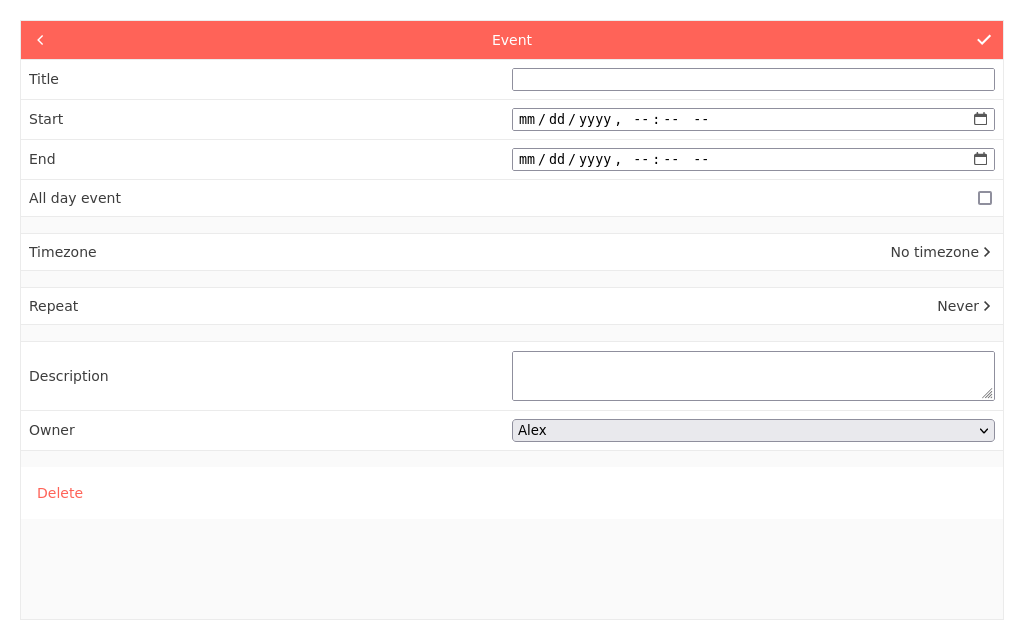 Event
Title
Start mm/dd/yyyy, --:-- --
End mm/dd/yyyy, --:-- --
All day event
Timezone No timezone
Repeat Never
Description
Owner Alex
Delete